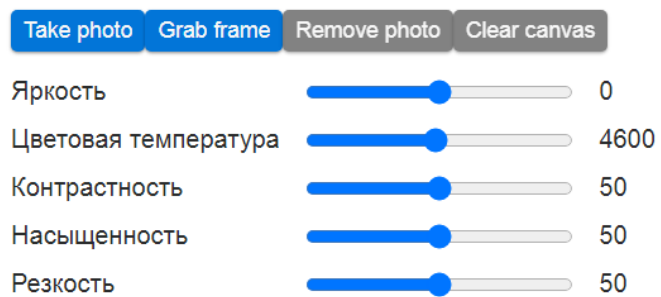 Take photo Grab frame Remove photo Clear canvas
Яркость 0
Цветовая температура 4600
Контрастность 50
Насыщенность 50
Резкость 50